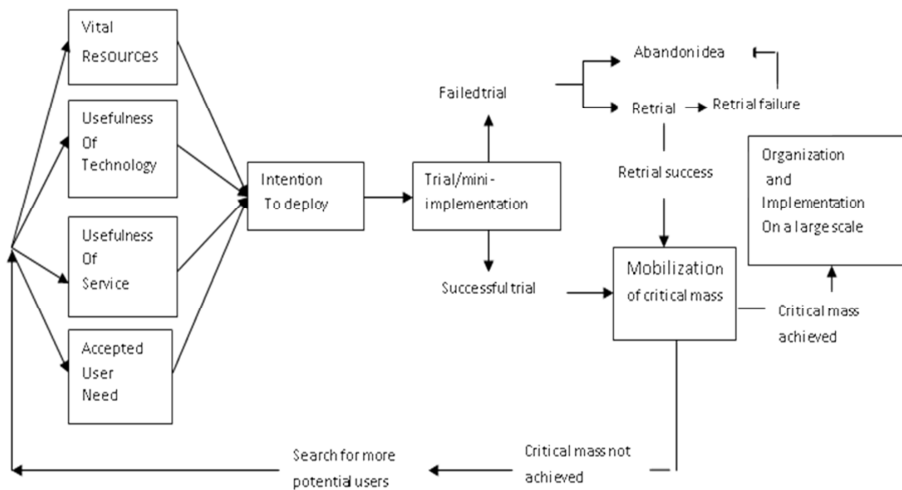 Vital
Resources
Usefulness
Of
Technology
Usefulness
Of
Service
Accepted
User
Need
Intention
To deploy
Trial/mini-
implementation
Failed trial
Successful trial
Abandon idea
Retrial
Retrial failure
Retrial success
Mobilization
of critical mass
Organization
and
Implementation
On a large scale
Critical mass
achieved
Critical mass not
achieved
Search for more
potential users